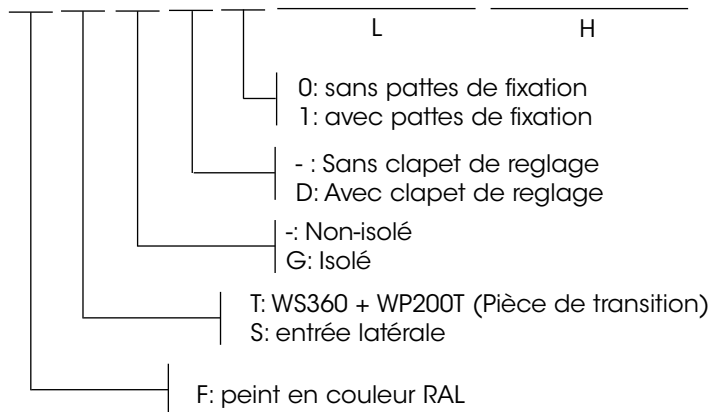 L H
0: sans pattes de fixation
1: avec pattes de fixation
- : Sans clapet de reglage
D: Avec clapet de reglage
-: Non-isolé
G: Isolé
T: WS360 + WP200T (Pièce de transition)
S: entrée latérale
F: peint en couleur RAL